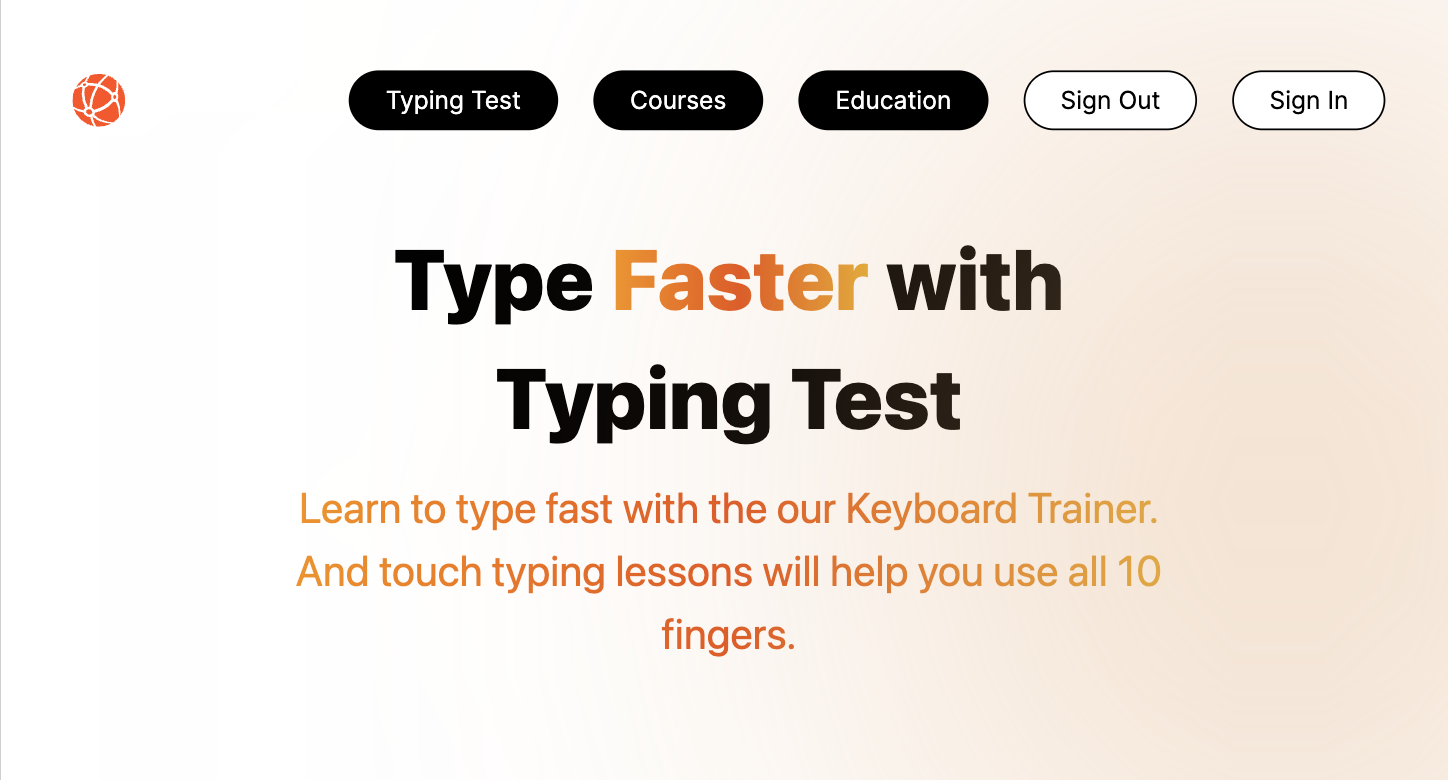 Typing Test Courses Education Sign Out Sign In
Type Faster with
Typing Test
Learn to type fast with the our Keyboard Trainer.
And touch typing lessons will help you use all 10
fingers.